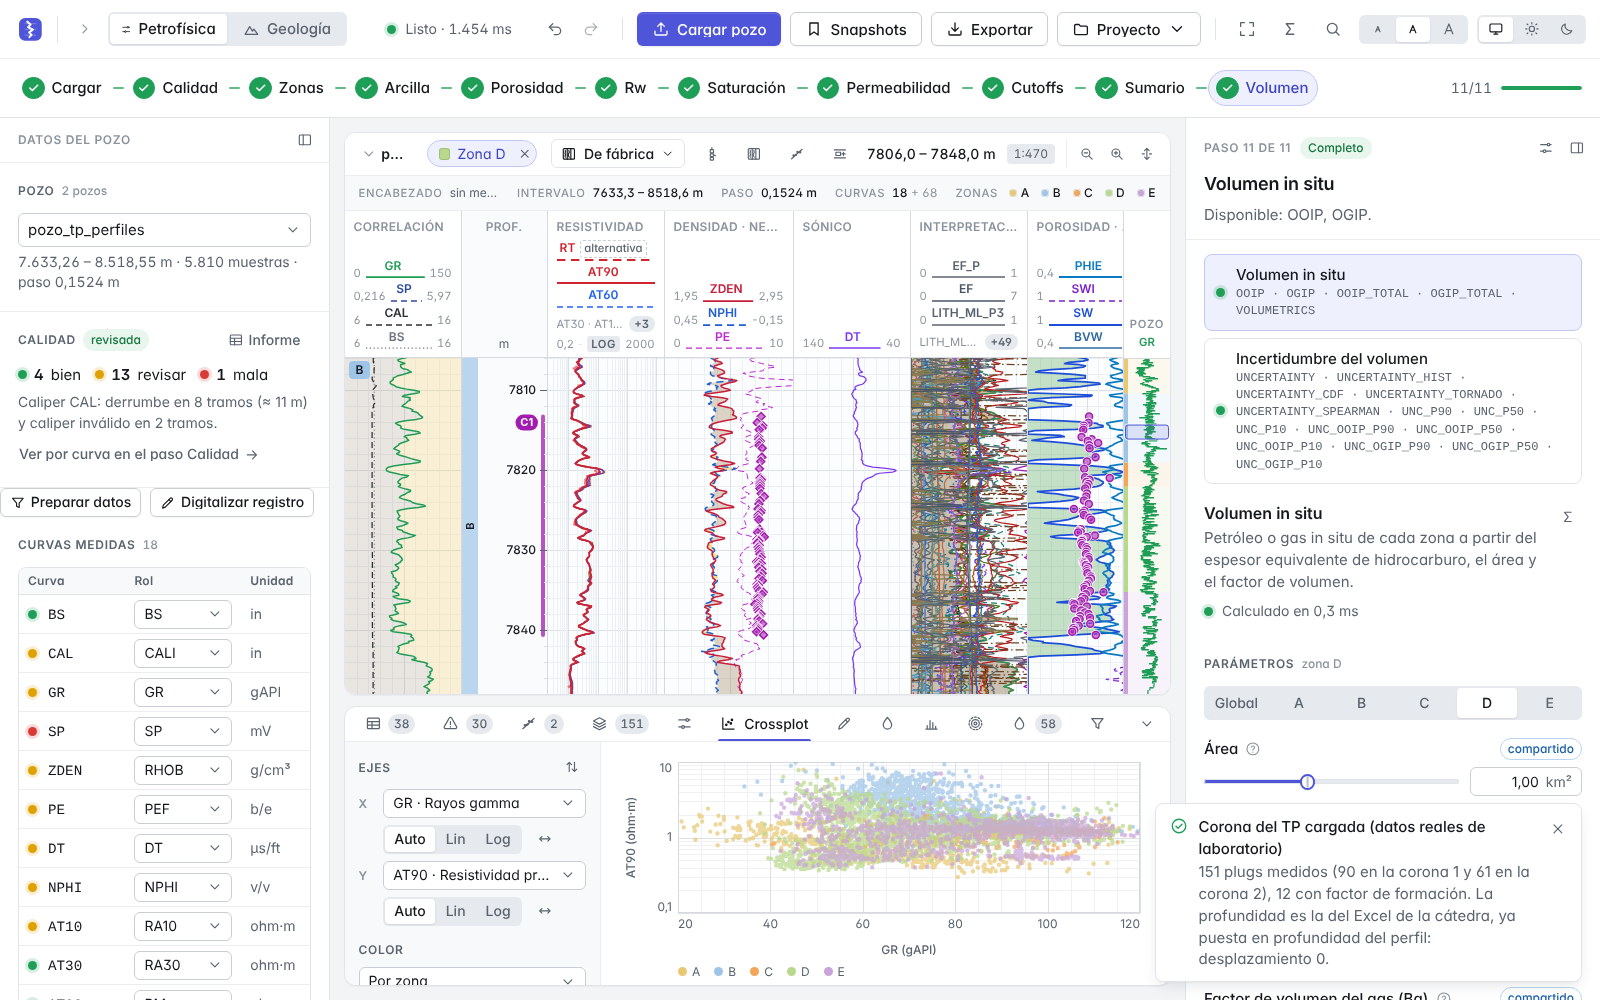 Petrofísica
Geología
Listo · 1.454 ms
Cargar pozo
Snapshots
Exportar
Proyecto
Σ
A
A
A
Cargar
Calidad
Zonas
Arcilla
Porosidad
Rw
Saturación
Permeabilidad
Cutoffs
Sumario
Volumen
11/11
DATOS DEL POZO
POZO 2 pozos
pozo_tp_perfiles
7.633,26 – 8.518,55 m · 5.810 muestras ·
paso 0,1524 m
CALIDAD revisada
Informe
4 bien 13 revisar 1 mala
Caliper CAL: derrumbe en 8 tramos (≈ 11 m)
y caliper inválido en 2 tramos.
Ver por curva en el paso Calidad →
Preparar datos
Digitalizar registro
CURVAS MEDIDAS 18
Curva Rol Unidad
BS BS in
CAL CALI in
GR GR gAPI
SP SP mV
ZDEN RHOB g/cm³
PE PEF b/e
DT DT µs/ft
NPHI NPHI v/v
AT10 RA10 ohm·m
AT30 RA30 ohm·m
p...
Zona D
De fábrica
7806,0 – 7848,0 m
1:470
ENCABEZADO sin me...
INTERVALO 7633,3 – 8518,6 m
PASO 0,1524 m
CURVAS 18 + 68
ZONAS A B C D E
CORRELACIÓN
0 GR 150
0,216 SP 5,97
6 CAL 16
6 BS 16
PROF.
m
RESISTIVIDAD
RT alternativa
AT90
AT60
AT30 · AT1... +3
0,2 · LOG 2000
DENSIDAD · NE...
1,95 ZDEN 2,95
0,45 NPHI -0,15
0 PE 10
SÓNICO
140 DT 40
INTERPRETAC...
0 EF_P 1
0 EF 7
0 LITH_ML_P3 1
LITH_ML... +49
POROSIDAD · .
0,4 PHIE
1 SWI
1 SW
0,4 BVW
POZO
GR
B
C1
B
7810
7820
7830
7840
38
30
2
151
Crossplot
58
EJES
X GR · Rayos gamma
Auto Lin Log
Y AT90 · Resistividad pr...
Auto Lin Log
COLOR
Por zona
AT90 (ohm·m)
10
1
0,1
20 40 60 80 100 120
GR (gAPI)
A B C D E
PASO 11 DE 11 Completo
Volumen in situ
Disponible: OOIP, OGIP.
Volumen in situ
OOIP · OGIP · OOIP_TOTAL · OGIP_TOTAL ·
VOLUMETRICS
Incertidumbre del volumen
UNCERTAINTY · UNCERTAINTY_HIST ·
UNCERTAINTY_CDF · UNCERTAINTY_TORNADO ·
UNCERTAINTY_SPEARMAN · UNC_P90 · UNC_P50 ·
UNC_P10 · UNC_OOIP_P90 · UNC_OOIP_P50 ·
UNC_OOIP_P10 · UNC_OGIP_P90 · UNC_OGIP_P50 ·
UNC_OGIP_P10
Volumen in situ
Σ
Petróleo o gas in situ de cada zona a partir del
espesor equivalente de hidrocarburo, el área y
el factor de volumen.
Calculado en 0,3 ms
PARÁMETROS zona D
Global A B C D E
Área
compartido
1,00 km²
Corona del TP cargada (datos reales de
laboratorio)
151 plugs medidos (90 en la corona 1 y 61 en la
corona 2), 12 con factor de formación. La
profundidad es la del Excel de la cátedra, ya
puesta en profundidad del perfil:
desplazamiento 0.
Factor de volumen del gas (Bg)
compartido